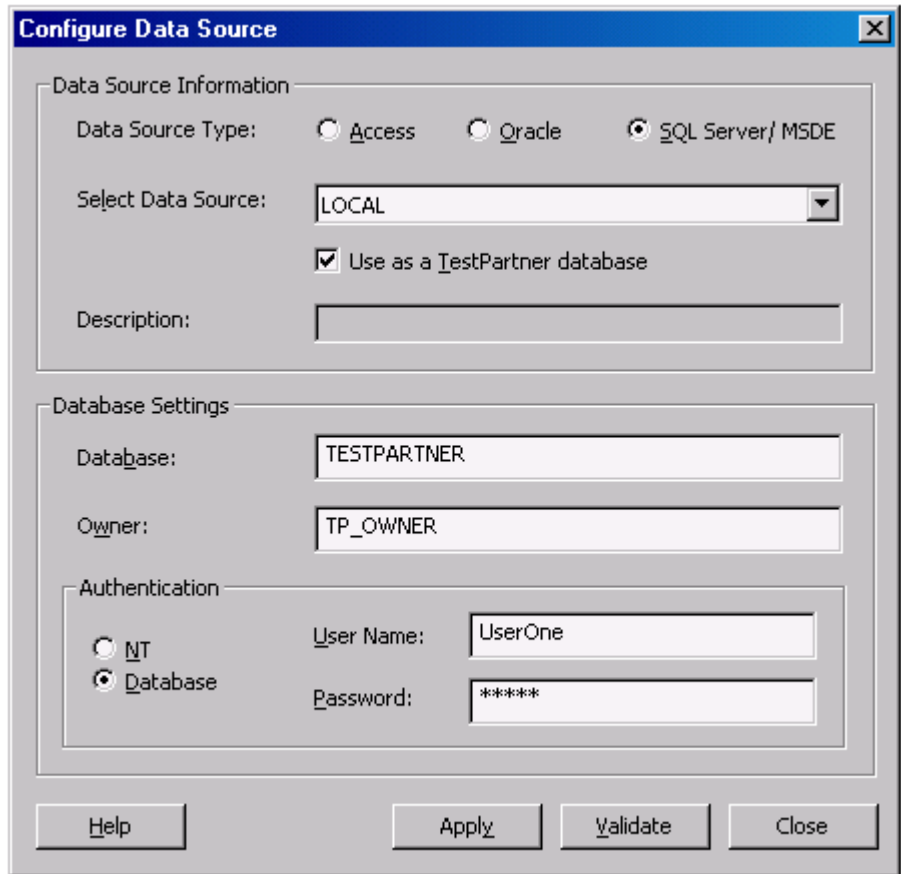 Configure Data Source
Data Source Information
Data Source Type: Access Oracle SQL Server/ MSDE
Select Data Source: LOCAL
Use as a TestPartner database
Description:
Database Settings
Database: TESTPARTNER
Owner: TP_OWNER
Authentication
NT
Database
User Name: UserOne
Password: *****
Help Apply Validate Close